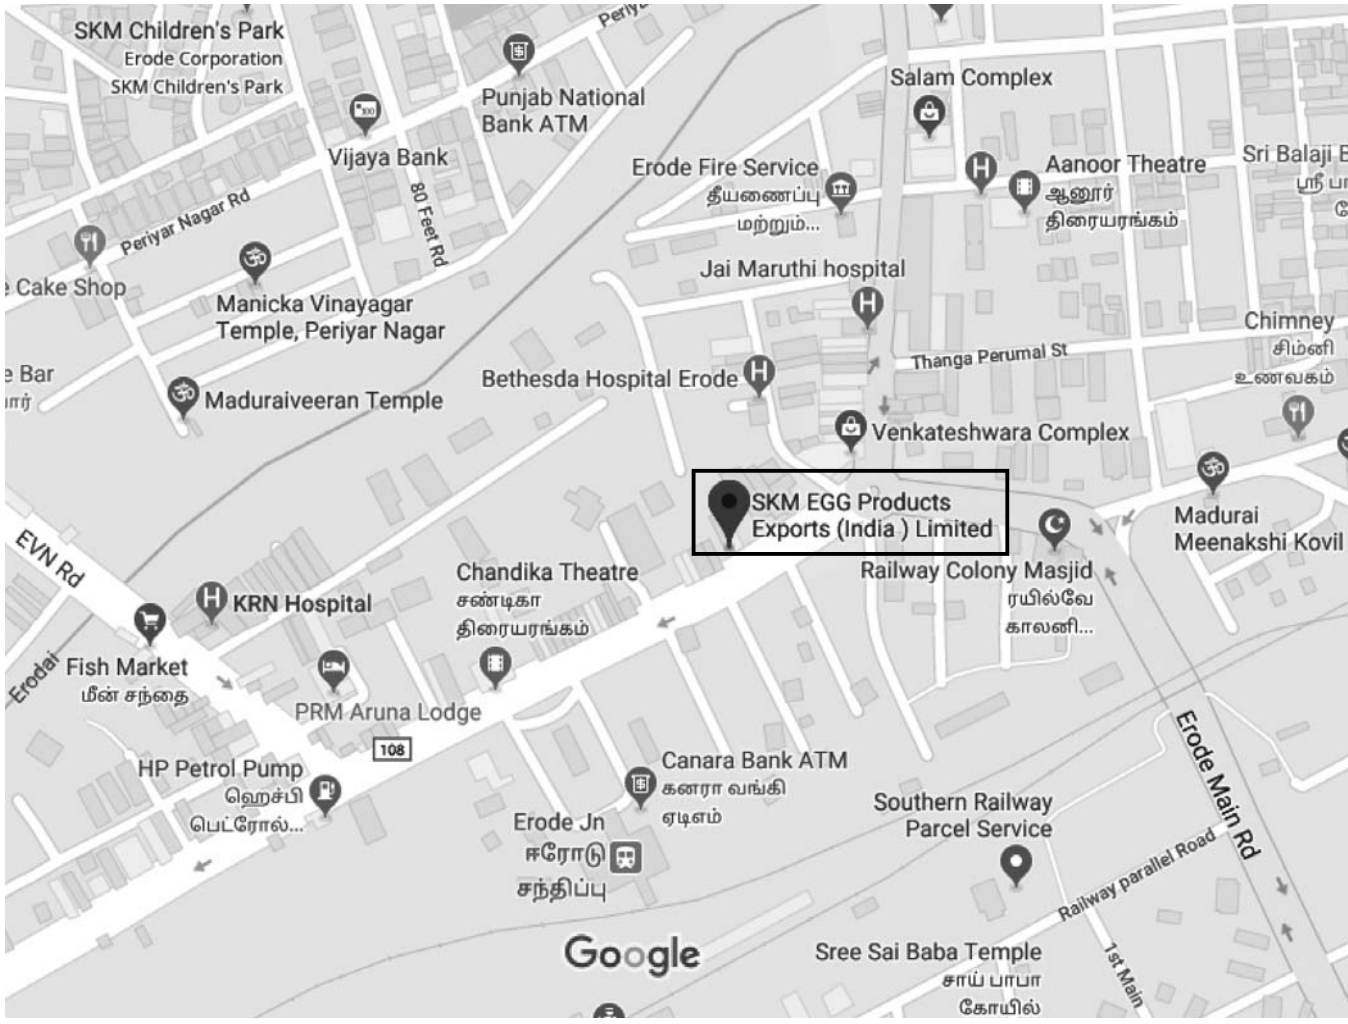 SKM Children's Park
Erode Corporation
SKM Children's Park
Punjab National
Bank ATM
Vijaya Bank
80 Feet Rd
Periyar Nagar Rd
Cake Shop
Manicka Vinayagar
Temple, Periyar Nagar
Bar
Maduraiveeran Temple
Salam Complex
Erode Fire Service
தீயணைப்பு
மற்றும்...
Aanoor Theatre
ஆனூர்
திரையரங்கம்
Sri Balaji
ஸ்ரீ
Jai Maruthi hospital
Thanga Perumal St
Chimney
சிம்னி
உணவகம்
Bethesda Hospital Erode
Venkateshwara Complex
SKM EGG Products
Exports (India ) Limited
Madurai
Meenakshi Kovil
Railway Colony Masjid
ரயில்வே
காலனி...
EVN Rd
Chandika Theatre
சண்டிகா
திரையரங்கம்
KRN Hospital
Erodai
Fish Market
மீன் சந்தை
PRM Aruna Lodge
108
HP Petrol Pump
ஹெச்பி
பெட்ரோல்...
Canara Bank ATM
கனரா வங்கி
ஏடிஎம்
Erode Jn
ஈரோடு
சந்திப்பு
Southern Railway
Parcel Service
Erode Main Rd
Railway parallel Road
1st Main
Google
Sree Sai Baba Temple
சாய் பாபா
கோயில்